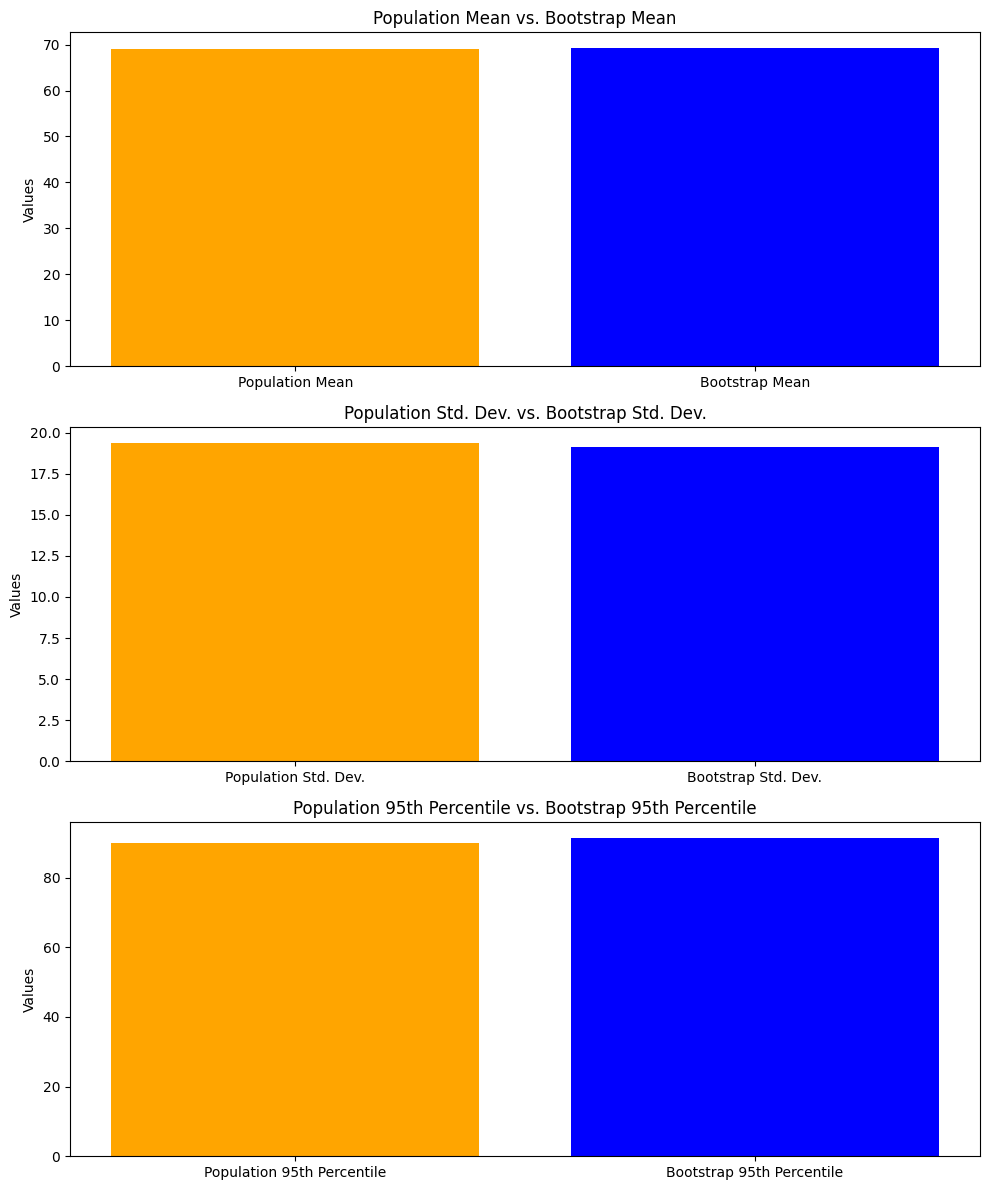 Population Mean vs. Bootstrap Mean
70
60
50
40
30
20
10
0
Values
Population Mean
Bootstrap Mean
Population Std. Dev. vs. Bootstrap Std. Dev.
20.0
17.5
15.0
12.5
10.0
7.5
5.0
2.5
0.0
Values
Population Std. Dev.
Bootstrap Std. Dev.
Population 95th Percentile vs. Bootstrap 95th Percentile
80
60
40
20
0
Values
Population 95th Percentile
Bootstrap 95th Percentile